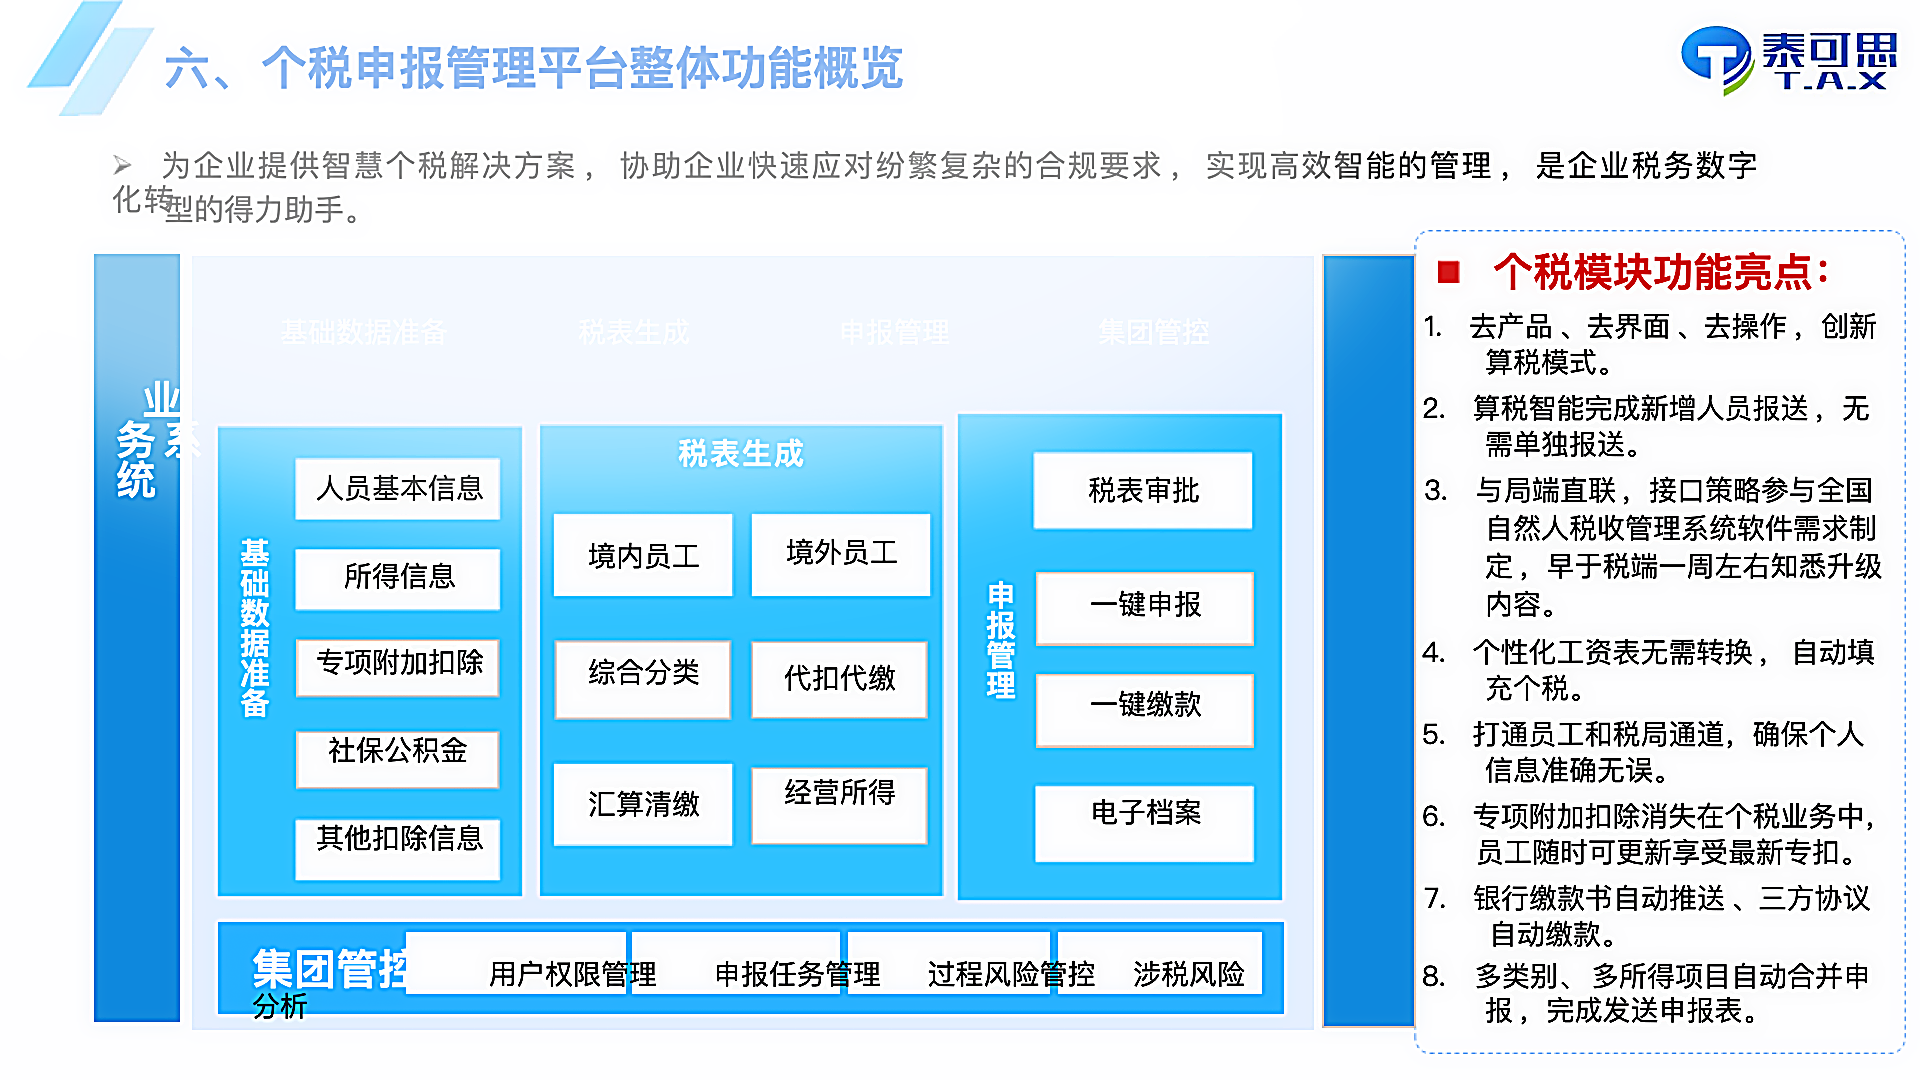 六、个税申报管理平台整体功能概览
泰可思
T.A.X
➢ 为企业提供智慧个税解决方案，协助企业快速应对纷繁复杂的合规要求，实现高效智能的管理，是企业税务数字
化转
型的得力助手。
业
务系
统
基础数据准备 税表生成 申报管理 集团管控
基础数据准备
人员基本信息
所得信息
专项附加扣除
社保公积金
其他扣除信息
税表生成
境内员工 境外员工
综合分类 代扣代缴
汇算清缴 经营所得
申报管理
税表审批
一键申报
一键缴款
电子档案
集团管控 用户权限管理 申报任务管理 过程风险管控 涉税风险
分析
■ 个税模块功能亮点：
1. 去产品、去界面、去操作，创新
算税模式。
2. 算税智能完成新增人员报送，无
需单独报送。
3. 与局端直联，接口策略参与全国
自然人税收管理系统软件需求制
定，早于税端一周左右知悉升级
内容。
4. 个性化工资表无需转换，自动填
充个税。
5. 打通员工和税局通道，确保个人
信息准确无误。
6. 专项附加扣除消失在个税业务中，
员工随时可更新享受最新专扣。
7. 银行缴款书自动推送、三方协议
自动缴款。
8. 多类别、多所得项目自动合并申
报，完成发送申报表。